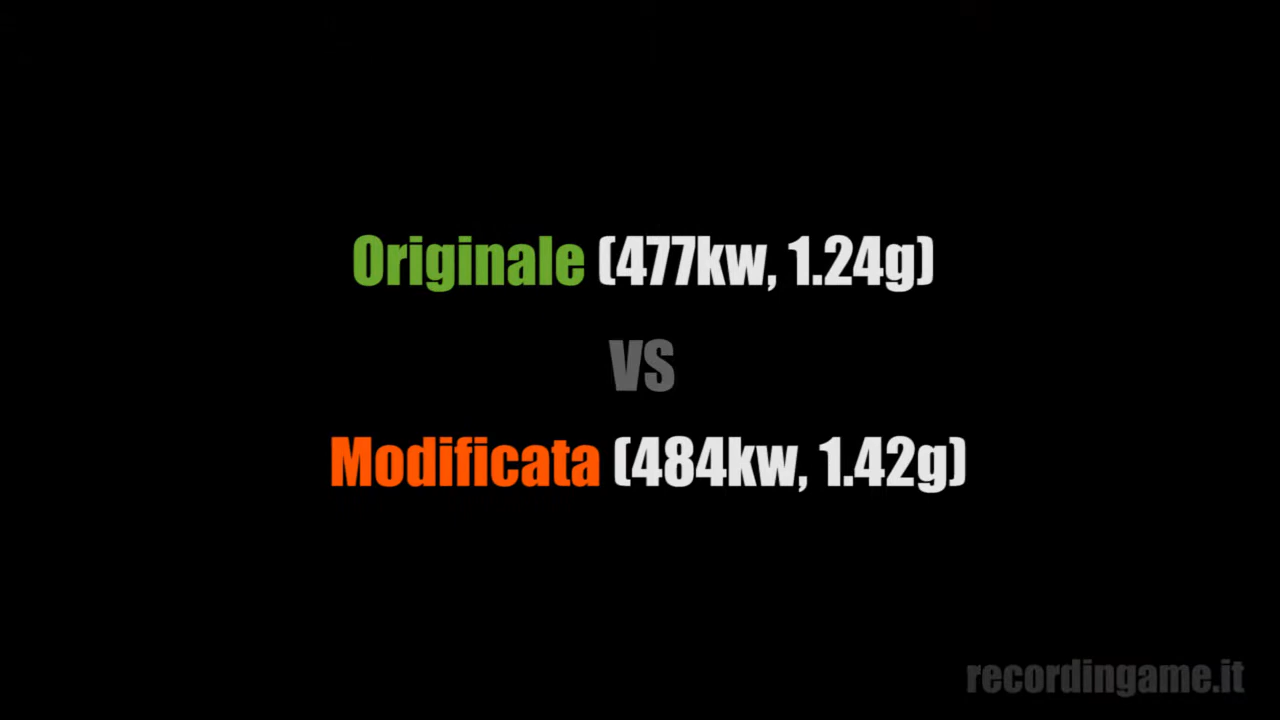 Originale (477kw, 1.24g)
VS
Modificata (484kw, 1.42g)
recordingame.it